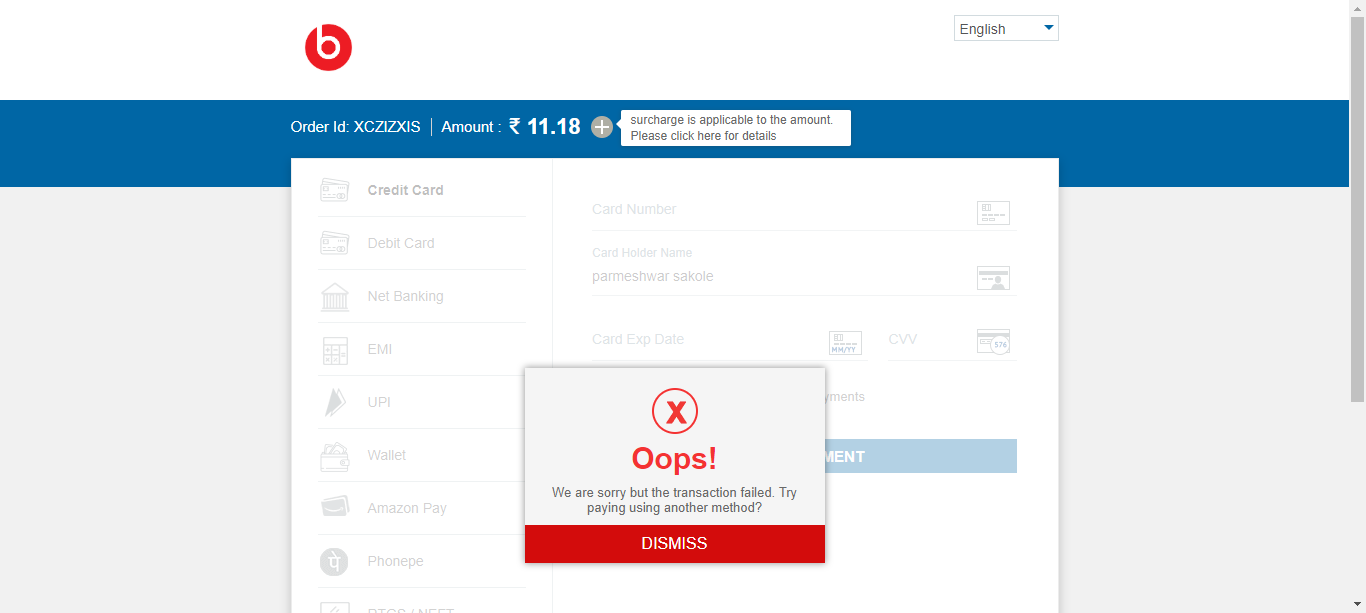 English
Order Id: XCZIZXIS
Amount : ₹ 11.18
surcharge is applicable to the amount.
Please click here for details
Credit Card
Debit Card
Net Banking
EMI
UPI
Wallet
Amazon Pay
Phonepe
RTGS / NEFT
Card Number
Card Holder Name
parmeshwar sakole
Card Exp Date
MM/YY
CVV
576
yments
MENT
X
Oops!
We are sorry but the transaction failed. Try
paying using another method?
DISMISS